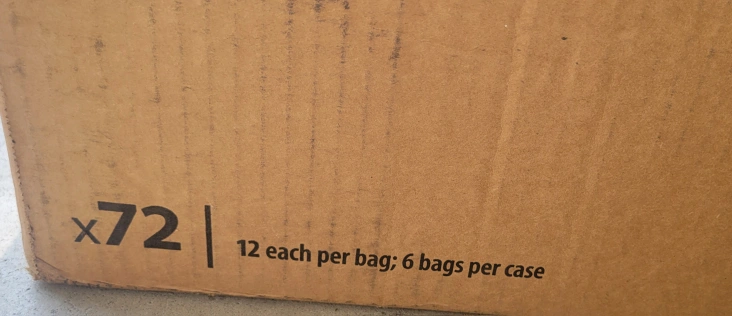 x72 | 12 each per bag; 6 bags per case